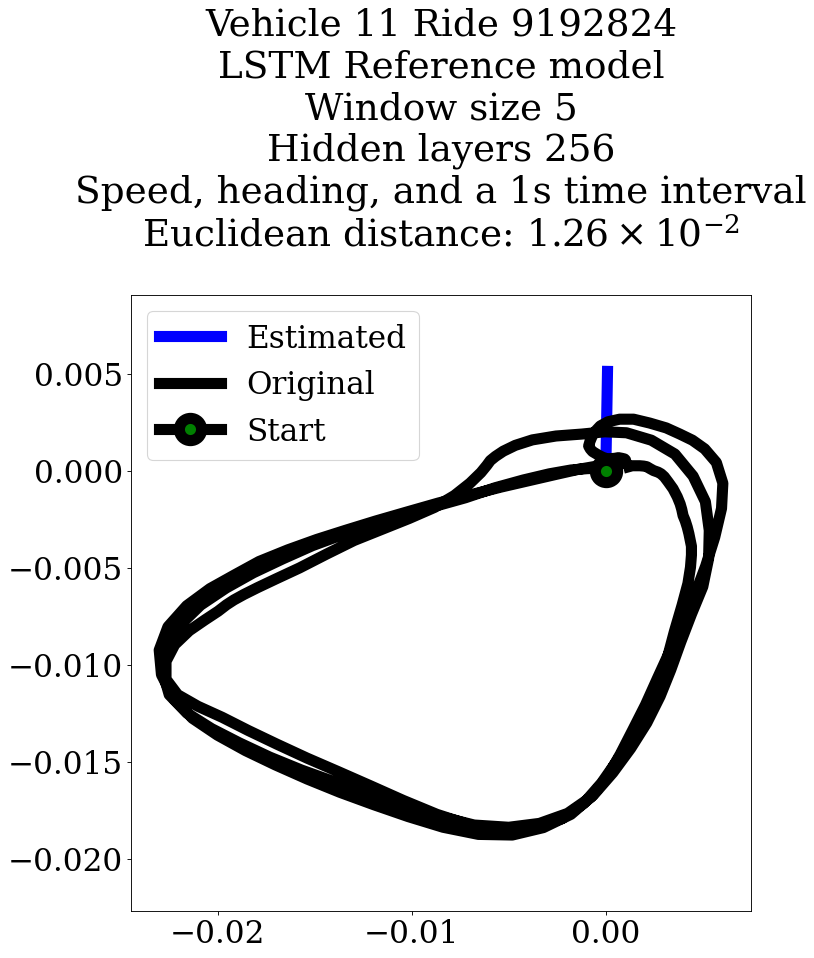 Vehicle 11 Ride 9192824
LSTM Reference model
Window size 5
Hidden layers 256
Speed, heading, and a 1s time interval
Euclidean distance: 1.26 × 10⁻²
Estimated
Original
Start
0.005
0.000
−0.005
−0.010
−0.015
−0.020
−0.02
−0.01
0.00